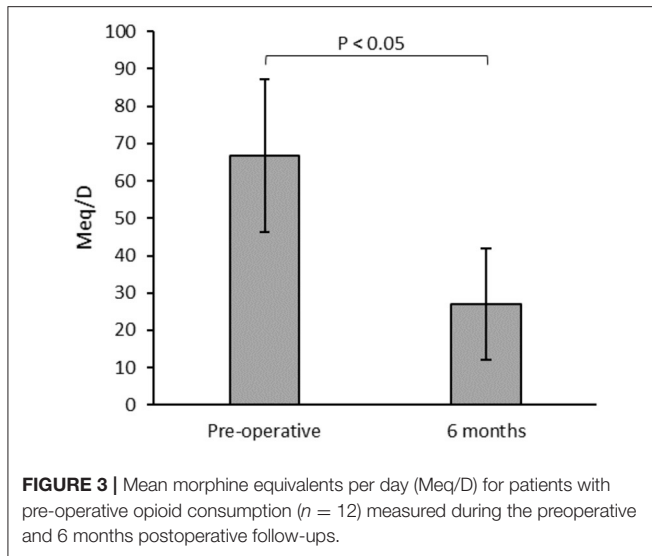 P < 0.05
100
90
80
70
60
50
40
30
20
10
0
Meq/D
Pre-operative 6 months
FIGURE 3 | Mean morphine equivalents per day (Meq/D) for patients with
pre-operative opioid consumption (n = 12) measured during the preoperative
and 6 months postoperative follow-ups.